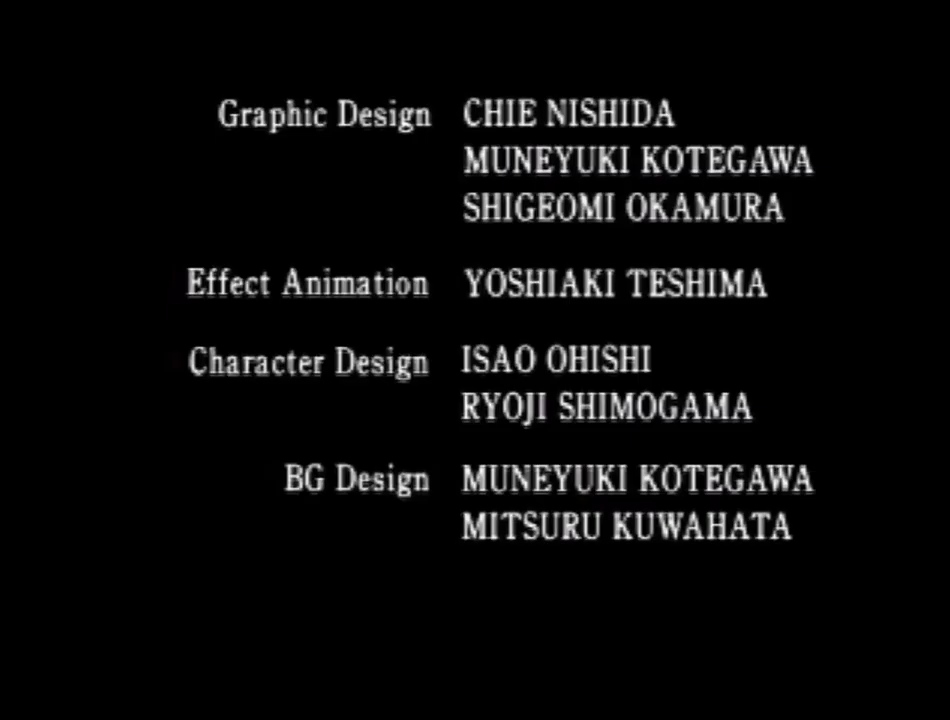 Graphic Design CHIE NISHIDA
MUNEYUKI KOTEGAWA
SHIGEOMI OKAMURA
Effect Animation YOSHIAKI TESHIMA
Character Design ISAO OHISHI
RYOJI SHIMOGAMA
BG Design MUNEYUKI KOTEGAWA
MITSURU KUWAHATA